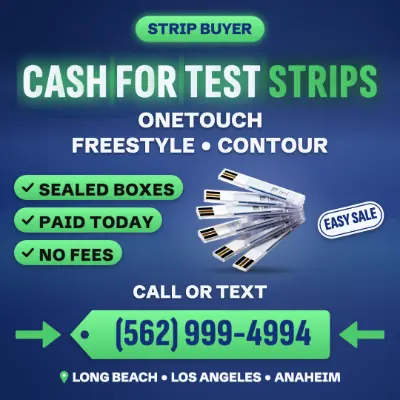 STRIP BUYER
CASH FOR TEST STRIPS
ONETOUCH
FREESTYLE • CONTOUR
✓ SEALED BOXES
✓ PAID TODAY
✓ NO FEES
EASY SALE
CALL OR TEXT
(562) 999-4994
LONG BEACH • LOS ANGELES • ANAHEIM